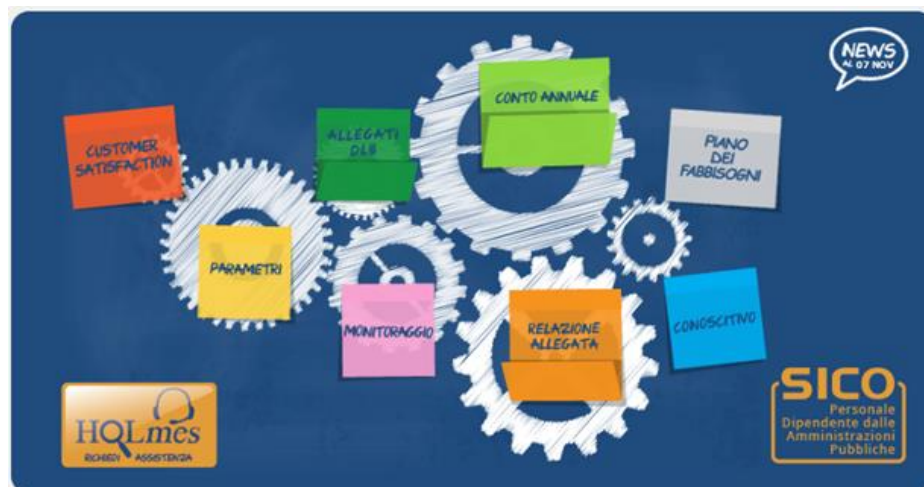 NEWS
AL 07 NOV
CUSTOMER
SATISFACTION
ALLEGATI
DLB
CONTO ANNUALE
PIANO
DEI
FABBISOGNI
PARAMETRI
MONITORAGGIO
RELAZIONE
ALLEGATA
CONOSCITIVO
HQLmes
RICHIEDI ASSISTENZA
SICO
Personale
Dipendente dalle
Amministrazioni
Pubbliche